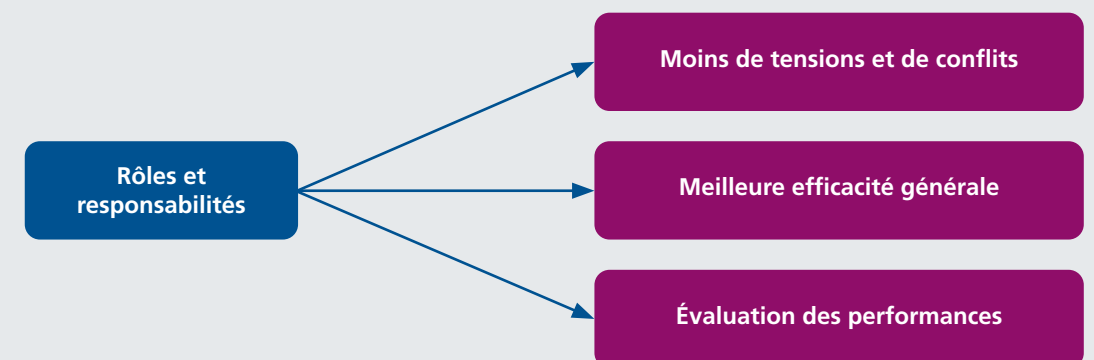 Moins de tensions et de conflits
Rôles et
responsabilités
Meilleure efficacité générale
Évaluation des performances